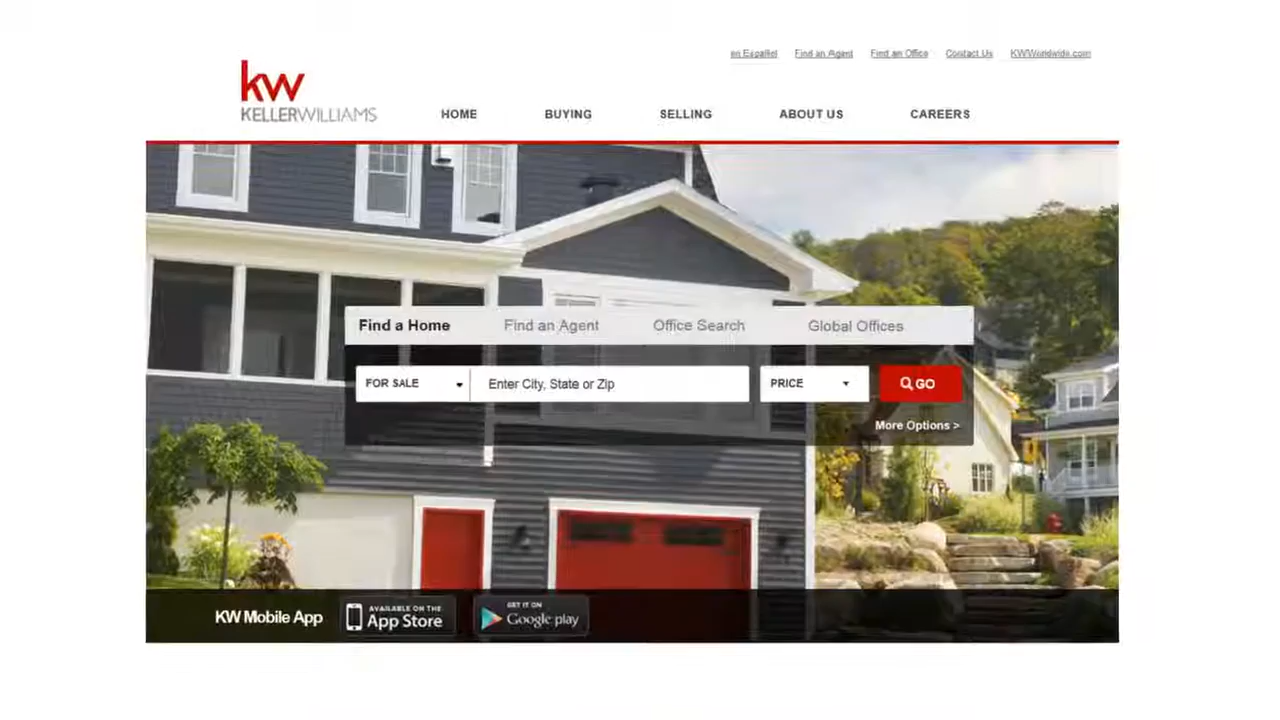 en Español Find an Agent Find an Office Contact Us KWWorldwide.com
kw
KELLERWILLIAMS
HOME BUYING SELLING ABOUT US CAREERS
Find a Home Find an Agent Office Search Global Offices
FOR SALE Enter City, State or Zip PRICE GO
More Options >
KW Mobile App AVAILABLE ON THE App Store GET IT ON Google play